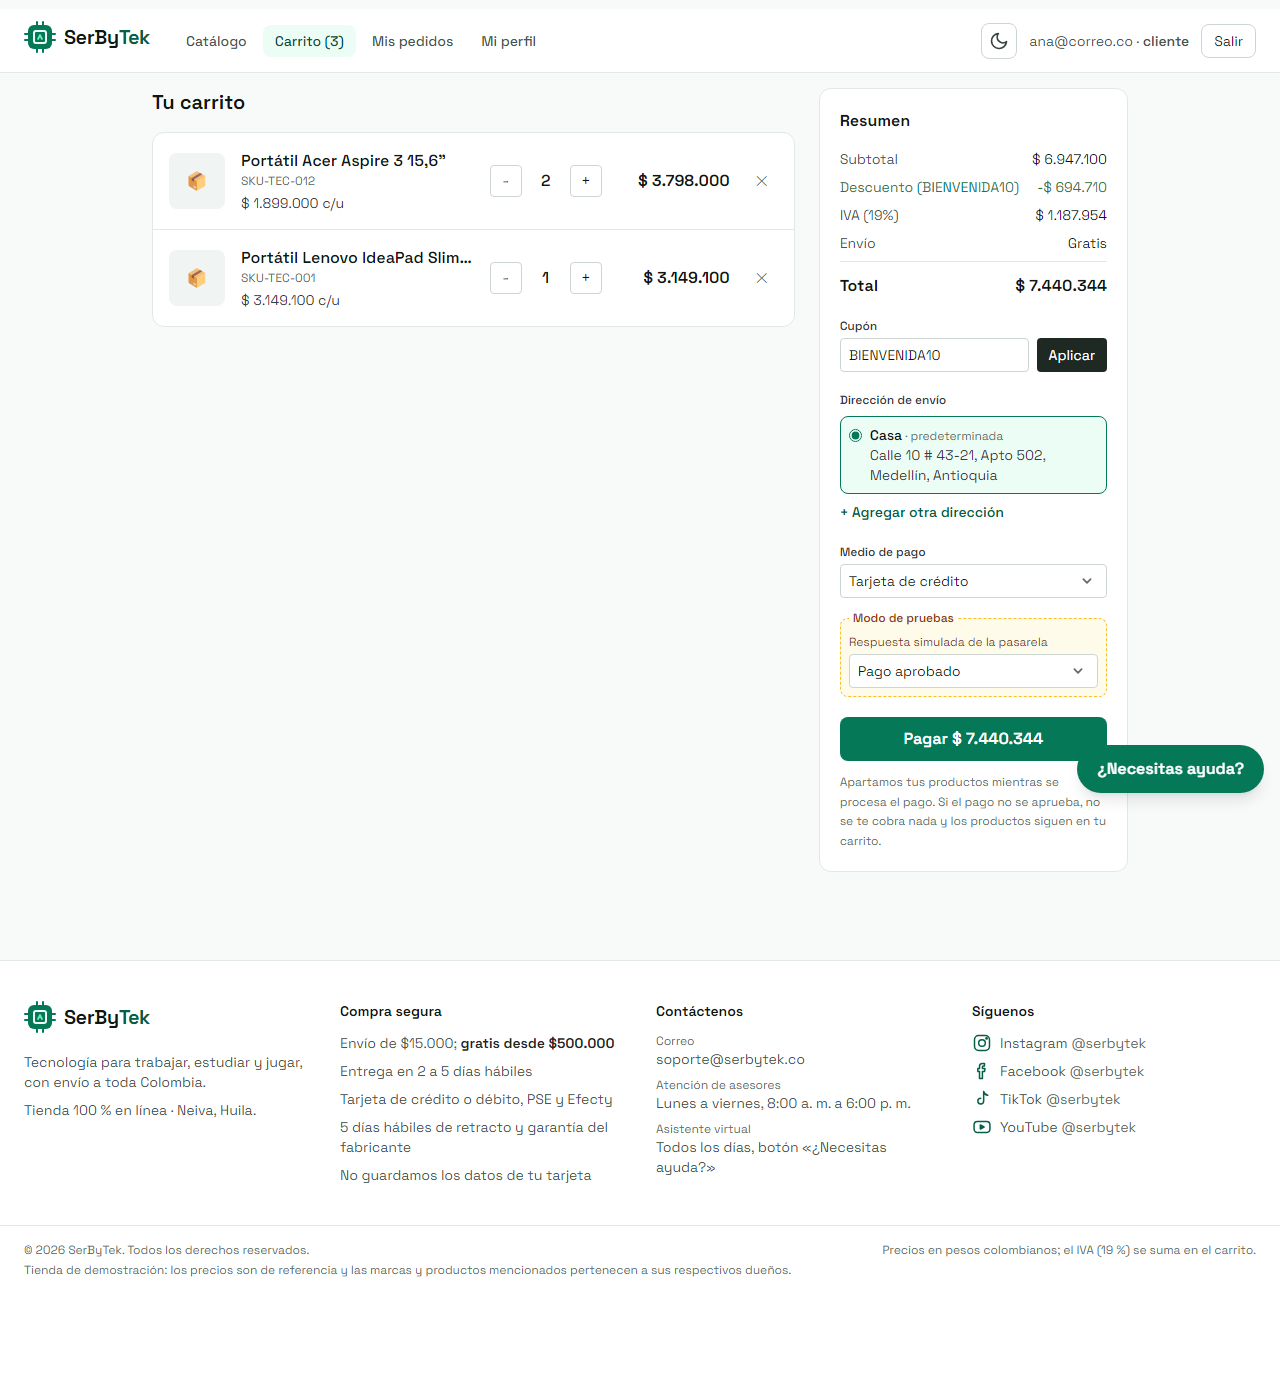 SerByTek
Catálogo
Carrito (3)
Mis pedidos
Mi perfil
ana@correo.co · cliente
Salir
Tu carrito
Portátil Acer Aspire 3 15,6”
SKU-TEC-012
$ 1.899.000 c/u
-
2
+
$ 3.798.000
Portátil Lenovo IdeaPad Slim...
SKU-TEC-001
$ 3.149.100 c/u
-
1
+
$ 3.149.100
Resumen
Subtotal $ 6.947.100
Descuento (BIENVENIDA10) -$ 694.710
IVA (19%) $ 1.187.954
Envío Gratis
Total $ 7.440.344
Cupón
BIENVENIDA10
Aplicar
Dirección de envío
Casa · predeterminada
Calle 10 # 43-21, Apto 502,
Medellín, Antioquia
+ Agregar otra dirección
Medio de pago
Tarjeta de crédito
Modo de pruebas
Respuesta simulada de la pasarela
Pago aprobado
Pagar $ 7.440.344
¿Necesitas ayuda?
Apartamos tus productos mientras se
procesa el pago. Si el pago no se aprueba, no
se te cobra nada y los productos siguen en tu
carrito.
SerByTek
Tecnología para trabajar, estudiar y jugar,
con envío a toda Colombia.
Tienda 100 % en línea · Neiva, Huila.
Compra segura
Envío de $15.000; gratis desde $500.000
Entrega en 2 a 5 días hábiles
Tarjeta de crédito o débito, PSE y Efecty
5 días hábiles de retracto y garantía del
fabricante
No guardamos los datos de tu tarjeta
Contáctenos
Correo
soporte@serbytek.co
Atención de asesores
Lunes a viernes, 8:00 a. m. a 6:00 p. m.
Asistente virtual
Todos los días, botón «¿Necesitas
ayuda?»
Síguenos
Instagram @serbytek
Facebook @serbytek
TikTok @serbytek
YouTube @serbytek
© 2026 SerByTek. Todos los derechos reservados.
Precios en pesos colombianos; el IVA (19 %) se suma en el carrito.
Tienda de demostración: los precios son de referencia y las marcas y productos mencionados pertenecen a sus respectivos dueños.